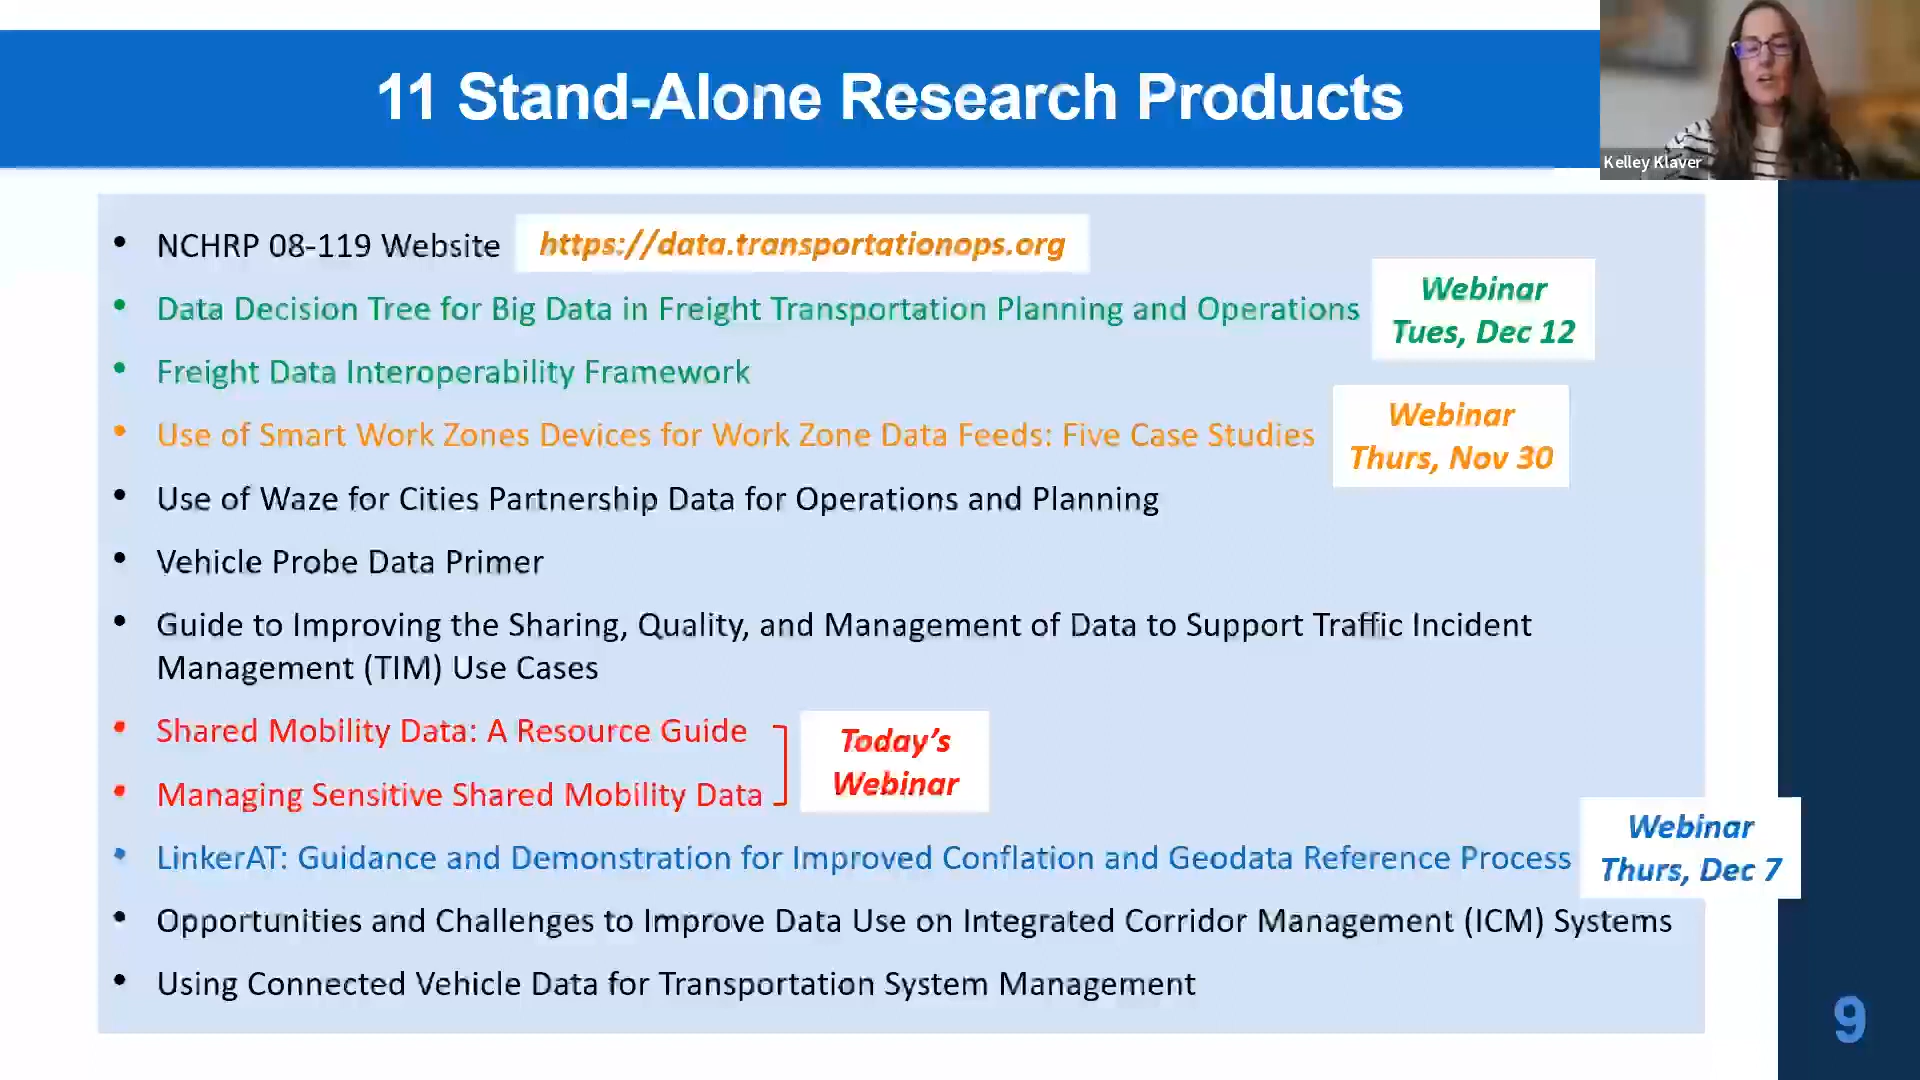 11 Stand-Alone Research Products
Kelley Klaver
• NCHRP 08-119 Website https://data.transportationops.org
• Data Decision Tree for Big Data in Freight Transportation Planning and Operations
Webinar
Tues, Dec 12
• Freight Data Interoperability Framework
• Use of Smart Work Zones Devices for Work Zone Data Feeds: Five Case Studies
Webinar
Thurs, Nov 30
• Use of Waze for Cities Partnership Data for Operations and Planning
• Vehicle Probe Data Primer
• Guide to Improving the Sharing, Quality, and Management of Data to Support Traffic Incident
Management (TIM) Use Cases
• Shared Mobility Data: A Resource Guide
• Managing Sensitive Shared Mobility Data
Today’s
Webinar
• LinkerAT: Guidance and Demonstration for Improved Conflation and Geodata Reference Process
Webinar
Thurs, Dec 7
• Opportunities and Challenges to Improve Data Use on Integrated Corridor Management (ICM) Systems
• Using Connected Vehicle Data for Transportation System Management
9